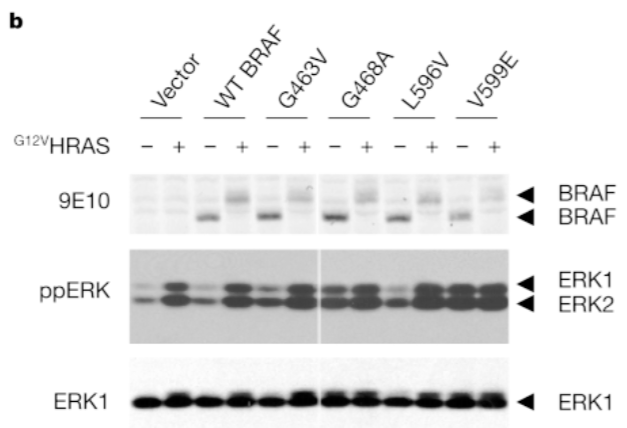 b
Vector WT BRAF G463V G468A L596V V599E
G12VHRAS − + − + − + − + − + − +
9E10 BRAF
BRAF
ppERK ERK1
ERK2
ERK1 ERK1